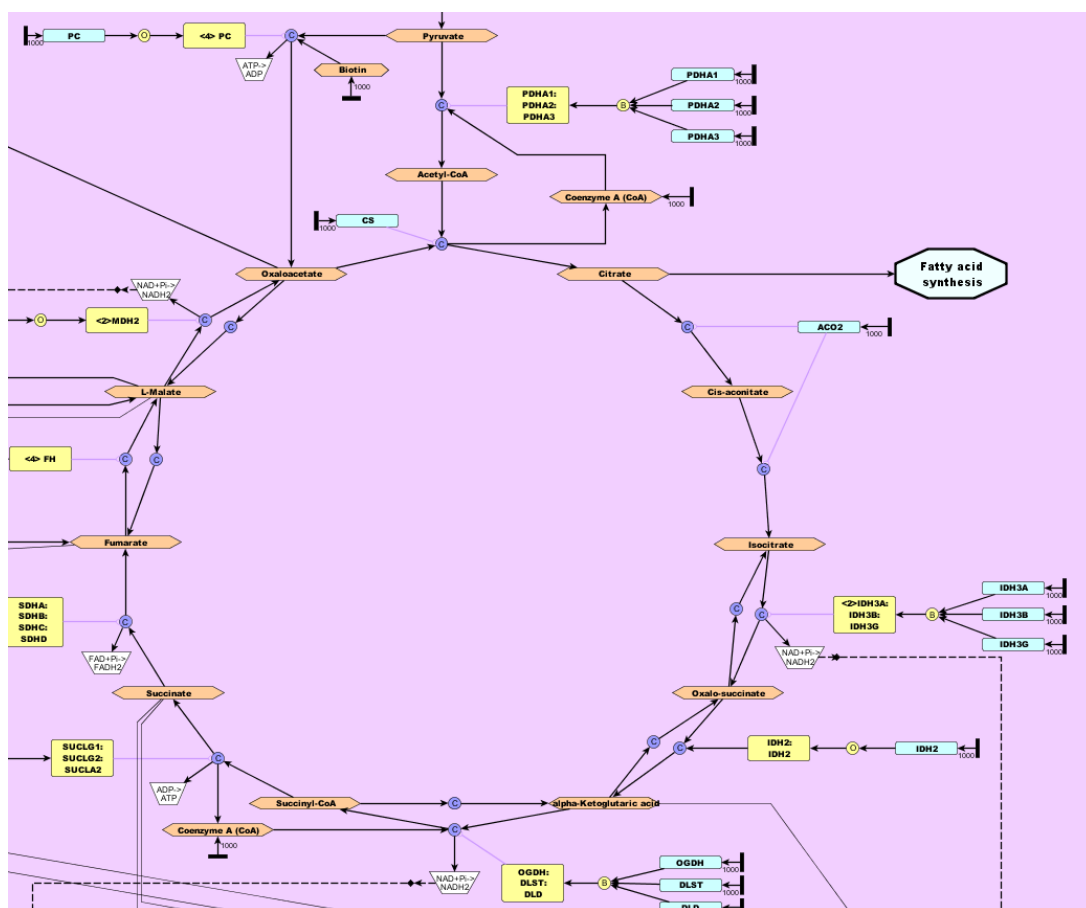 PC
1000
O
<4> PC
C
Pyruvate
ATP->
ADP
Biotin
1000
PDHA1
1000
PDHA1:
PDHA2:
PDHA3
B
PDHA2
1000
C
PDHA3
1000
Acetyl-CoA
Coenzyme A (CoA)
1000
CS
1000
C
Oxaloacetate
Citrate
Fatty acid
synthesis
NAD+Pi->
NADH2
O
<2>MDH2
C
C
C
ACO2
1000
L-Malate
Cis-aconitate
<4> FH
C
C
C
Fumarate
Isocitrate
SDHA:
SDHB:
SDHC:
SDHD
C
C
C
<2>IDH3A:
IDH3B:
IDH3G
B
IDH3A
1000
IDH3B
1000
IDH3G
1000
FAD+Pi->
FADH2
NAD+Pi->
NADH2
Succinate
Oxalo-succinate
SUCLG1:
SUCLG2:
SUCLA2
C
C
C
IDH2:
IDH2
O
IDH2
1000
ADP->
ATP
Succinyl-CoA
C
alpha-Ketoglutaric acid
Coenzyme A (CoA)
1000
C
NAD+Pi->
NADH2
OGDH:
DLST:
DLD
B
OGDH
1000
DLST
1000
DLD